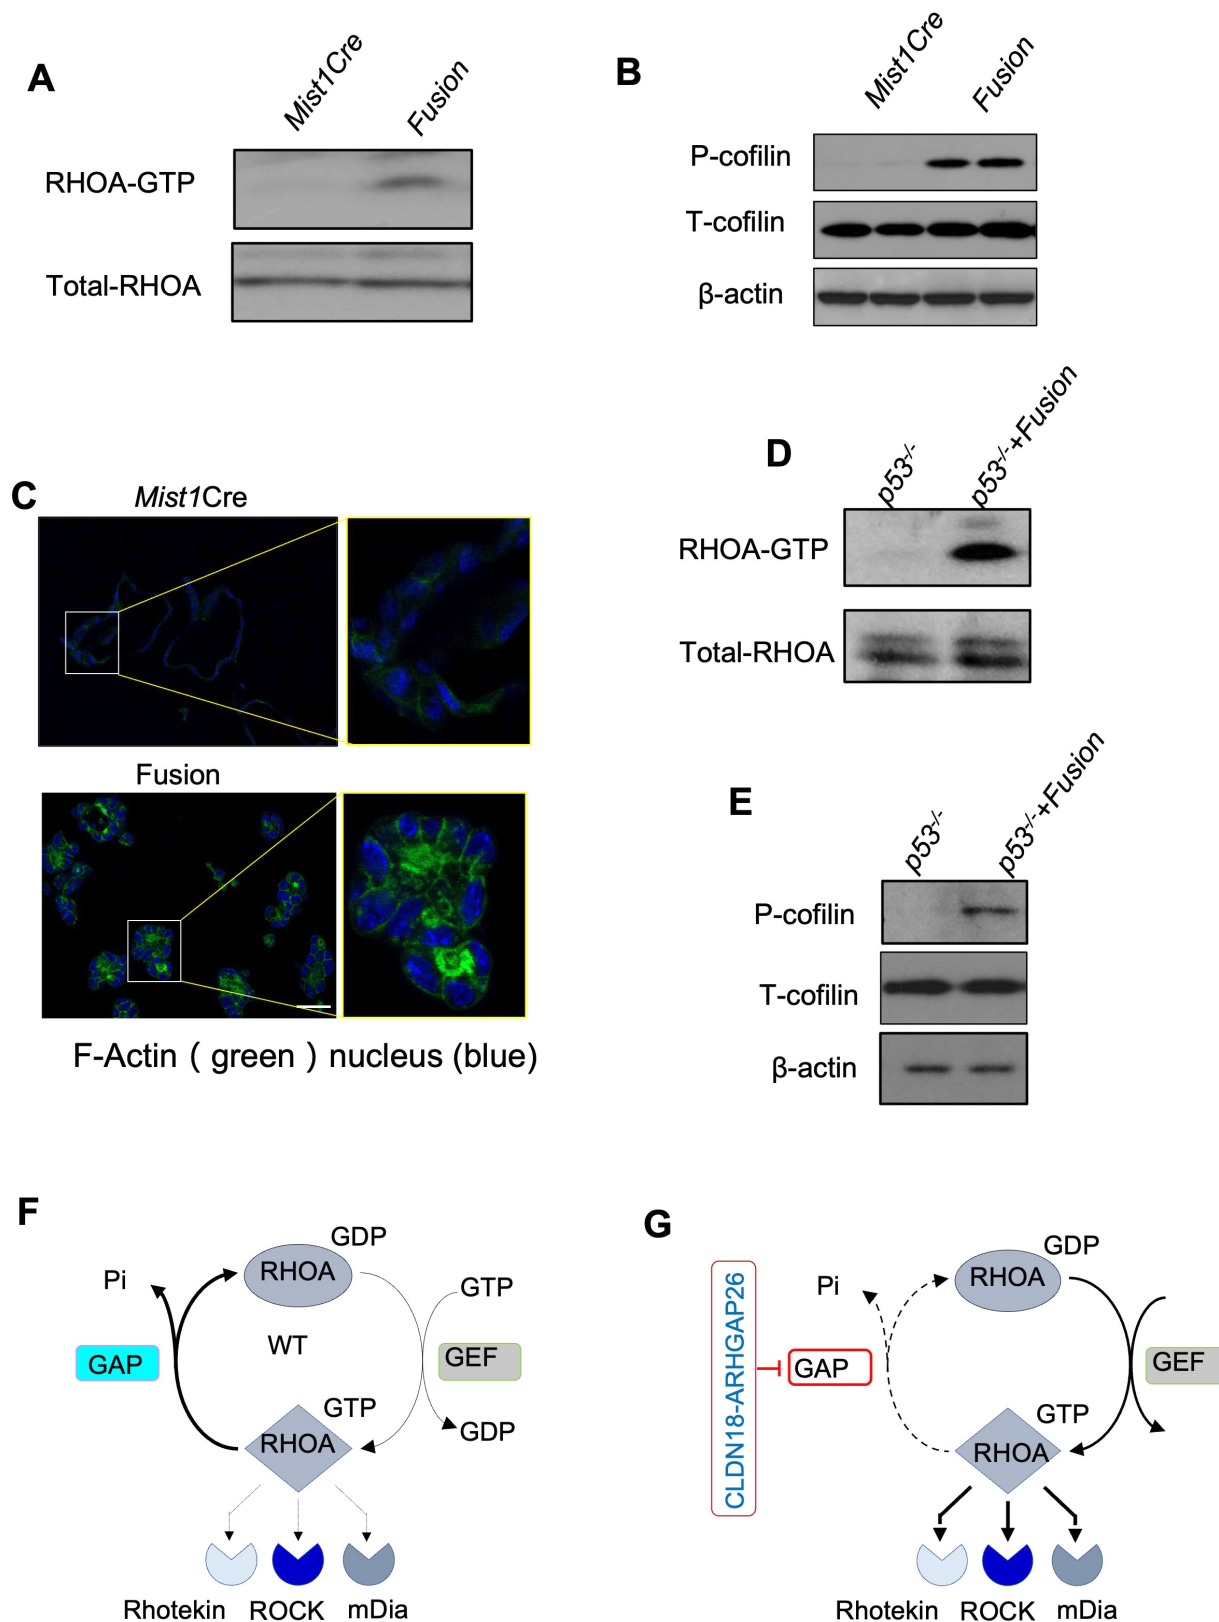 A
Mist1Cre
Fusion
RHOA-GTP
Total-RHOA
B
Mist1Cre
Fusion
P-cofilin
T-cofilin
β-actin
C
Mist1Cre
Fusion
F-Actin ( green ) nucleus (blue)
D
p53-/-
p53-/-+Fusion
RHOA-GTP
Total-RHOA
E
p53-/-
p53-/-+Fusion
P-cofilin
T-cofilin
β-actin
F
GDP
RHOA
Pi
GTP
WT
GAP
GEF
GTP
RHOA
GDP
Rhotekin ROCK mDia
G
CLDN18-ARHGAP26
GDP
RHOA
Pi
GAP
GEF
GTP
RHOA
Rhotekin ROCK mDia